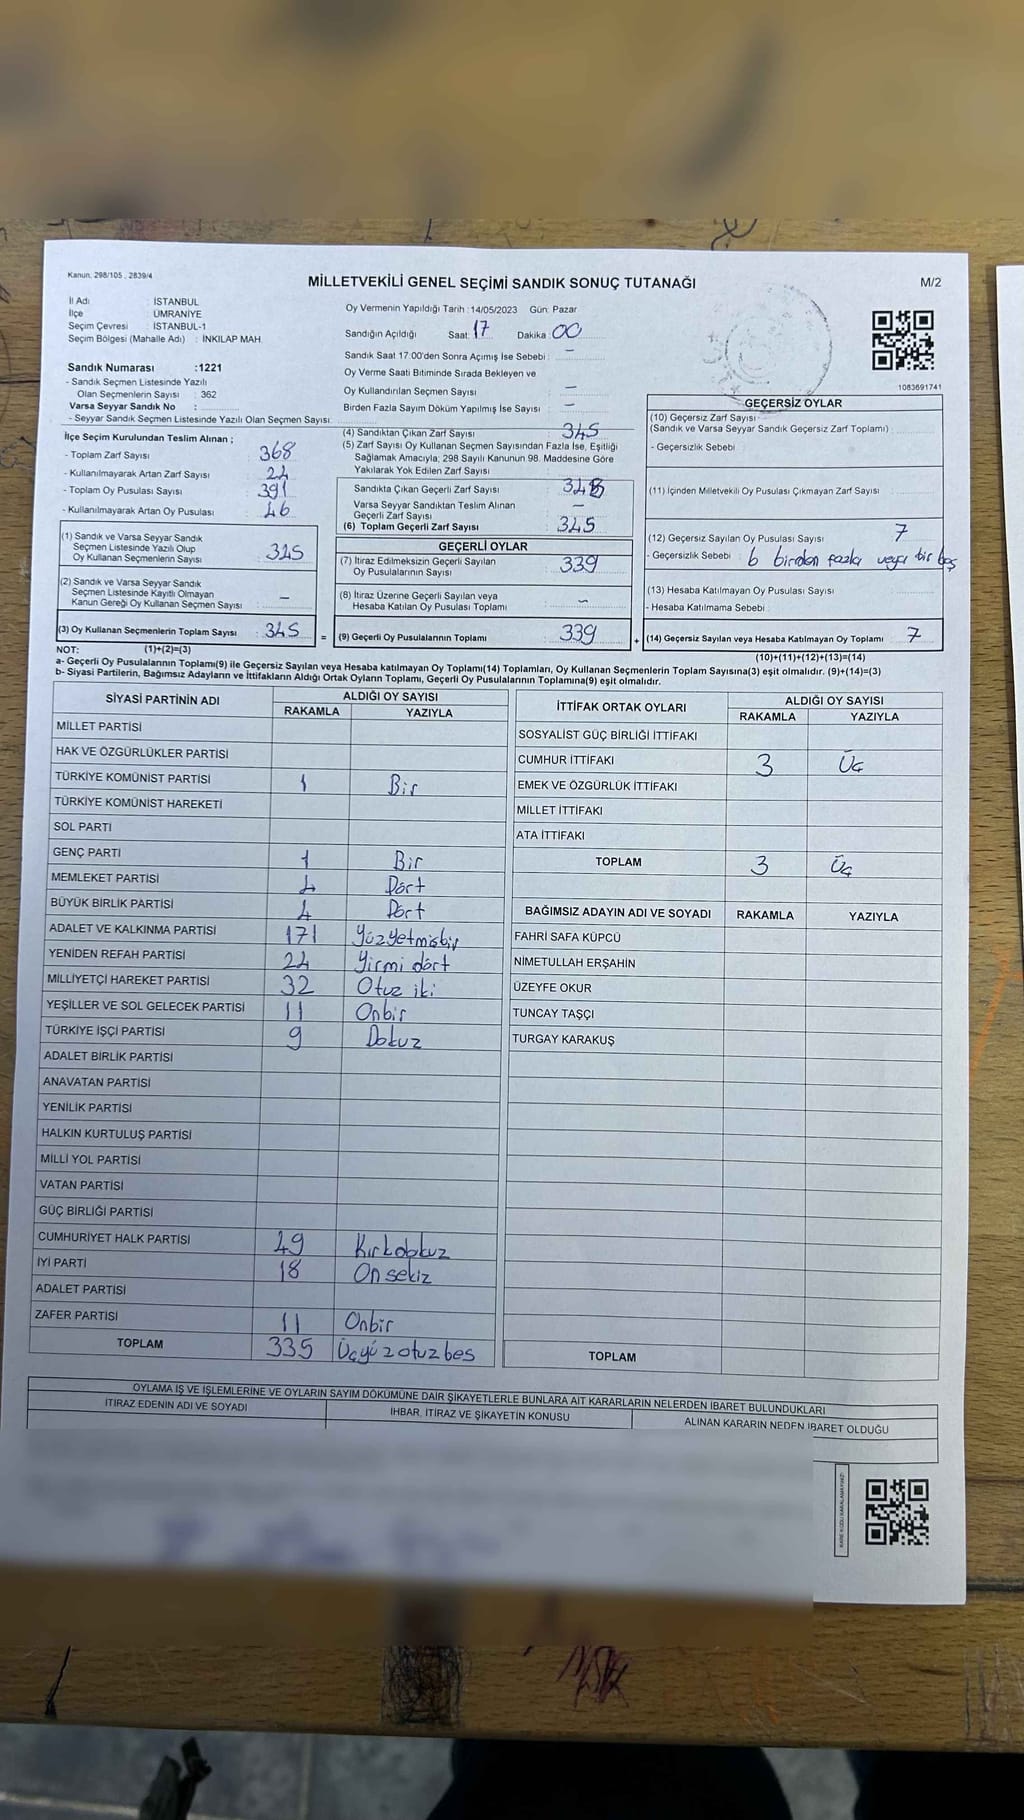 Kanun, 298/105 , 2839/4
MİLLETVEKİLİ GENEL SEÇİMİ SANDIK SONUÇ TUTANAĞI
M/2
İl Adı : İSTANBUL
İlçe : ÜMRANİYE
Seçim Çevresi : İSTANBUL-1
Seçim Bölgesi (Mahalle Adı) : İNKILAP MAH.
Oy Vermenin Yapıldığı Tarih : 14/05/2023 Gün: Pazar
Sandığın Açıldığı Saat: 17 Dakika: 00
Sandık Saat 17:00'den Sonra Açımış İse Sebebi : –
Oy Verme Saati Bitiminde Sırada Bekleyen ve
Oy Kullandırılan Seçmen Sayısı –
Birden Fazla Sayım Döküm Yapılmış İse Sayısı –
1083691741
Sandık Numarası :1221
- Sandık Seçmen Listesinde Yazılı
Olan Seçmenlerin Sayısı : 362
Varsa Seyyar Sandık No :
- Seyyar Sandık Seçmen Listesinde Yazılı Olan Seçmen Sayısı:
İlçe Seçim Kurulundan Teslim Alınan ;
- Toplam Zarf Sayısı 368
- Kullanılmayarak Artan Zarf Sayısı
- Toplam Oy Pusulası Sayısı 391
- Kullanılmayarak Artan Oy Pusulası 46
(1) Sandık ve Varsa Seyyar Sandık
Seçmen Listesinde Yazılı Olup
Oy Kullanan Seçmenlerin Sayısı 345
(2) Sandık ve Varsa Seyyar Sandık
Seçmen Listesinde Kayıtlı Olmayan
Kanun Gereği Oy Kullanan Seçmen Sayısı –
(3) Oy Kullanan Seçmenlerin Toplam Sayısı 345 =
(4) Sandıktan Çıkan Zarf Sayısı 345
(5) Zarf Sayısı Oy Kullanan Seçmen Sayısından Fazla İse, Eşitliği
Sağlamak Amacıyla, 298 Sayılı Kanunun 98. Maddesine Göre
Yakılarak Yok Edilen Zarf Sayısı
Sandıkta Çıkan Geçerli Zarf Sayısı
Varsa Seyyar Sandıktan Teslim Alınan
Geçerli Zarf Sayısı –
(6) Toplam Geçerli Zarf Sayısı 345
GEÇERLİ OYLAR
(7) İtiraz Edilmeksizin Geçerli Sayılan
Oy Pusulalarının Sayısı 339
(8) İtiraz Üzerine Geçerli Sayılan veya
Hesaba Katılan Oy Pusulası Toplamı –
(9) Geçerli Oy Pusulalarının Toplamı 339 +
GEÇERSİZ OYLAR
(10) Geçersiz Zarf Sayısı
(Sandık ve Varsa Seyyar Sandık Geçersiz Zarf Toplamı) :
- Geçersizlik Sebebi
(11) İçinden Milletvekili Oy Pusulası Çıkmayan Zarf Sayısı
(12) Geçersiz Sayılan Oy Pusulası Sayısı 7
- Geçersizlik Sebebi : 6 birden fazla veya bir boş
(13) Hesaba Katılmayan Oy Pusulası Sayısı
- Hesaba Katılmama Sebebi
(14) Geçersiz Sayılan veya Hesaba Katılmayan Oy Toplamı 7
NOT: (1)+(2)=(3)
(10)+(11)+(12)+(13)=(14)
a- Geçerli Oy Pusulalarının Toplamı(9) ile Geçersiz Sayılan veya Hesaba katılmayan Oy Toplamı(14) Toplamları, Oy Kullanan Seçmenlerin Toplam Sayısına(3) eşit olmalıdır. (9)+(14)=(3)
b- Siyasi Partilerin, Bağımsız Adayların ve İttifakların Aldığı Ortak Oyların Toplamı, Geçerli Oy Pusulalarının Toplamına(9) eşit olmalıdır.
SİYASİ PARTİNİN ADI
ALDIĞI OY SAYISI
RAKAMLA YAZIYLA
MİLLET PARTİSİ
HAK VE ÖZGÜRLÜKLER PARTİSİ
TÜRKİYE KOMÜNİST PARTİSİ 1 Bir
TÜRKİYE KOMÜNİST HAREKETİ
SOL PARTİ
GENÇ PARTİ 1 Bir
MEMLEKET PARTİSİ 4 Dört
BÜYÜK BİRLİK PARTİSİ 4 Dört
ADALET VE KALKINMA PARTİSİ 171 Yüzyetmişbir
YENİDEN REFAH PARTİSİ 24 Yirmi dört
MİLLİYETÇİ HAREKET PARTİSİ 32 Otuz iki
YEŞİLLER VE SOL GELECEK PARTİSİ 11 Onbir
TÜRKİYE İŞÇİ PARTİSİ 9 Dokuz
ADALET BİRLİK PARTİSİ
ANAVATAN PARTİSİ
YENİLİK PARTİSİ
HALKIN KURTULUŞ PARTİSİ
MİLLİ YOL PARTİSİ
VATAN PARTİSİ
GÜÇ BİRLİĞİ PARTİSİ
CUMHURİYET HALK PARTİSİ 49 Kırkdokuz
İYİ PARTİ 18 On sekiz
ADALET PARTİSİ
ZAFER PARTİSİ 11 Onbir
TOPLAM 335 Üçyüzotuzbes
İTTİFAK ORTAK OYLARI
ALDIĞI OY SAYISI
RAKAMLA YAZIYLA
SOSYALİST GÜÇ BİRLİĞİ İTTİFAKI
CUMHUR İTTİFAKI 3 Üç
EMEK VE ÖZGÜRLÜK İTTİFAKI
MİLLET İTTİFAKI
ATA İTTİFAKI
TOPLAM 3 Üç
BAĞIMSIZ ADAYIN ADI VE SOYADI RAKAMLA YAZIYLA
FAHRİ SAFA KÜPCÜ
NİMETULLAH ERŞAHİN
ÜZEYFE OKUR
TUNCAY TAŞÇI
TURGAY KARAKUŞ
TOPLAM
OYLAMA İŞ VE İŞLEMLERİNE VE OYLARIN SAYIM DÖKÜMÜNE DAİR ŞİKAYETLERLE BUNLARA AİT KARARLARIN NELERDEN İBARET BULUNDUKLARI
İTİRAZ EDENİN ADI VE SOYADI
İHBAR, İTİRAZ VE ŞİKAYETİN KONUSU
ALINAN KARARIN NEDEN İBARET OLDUĞU